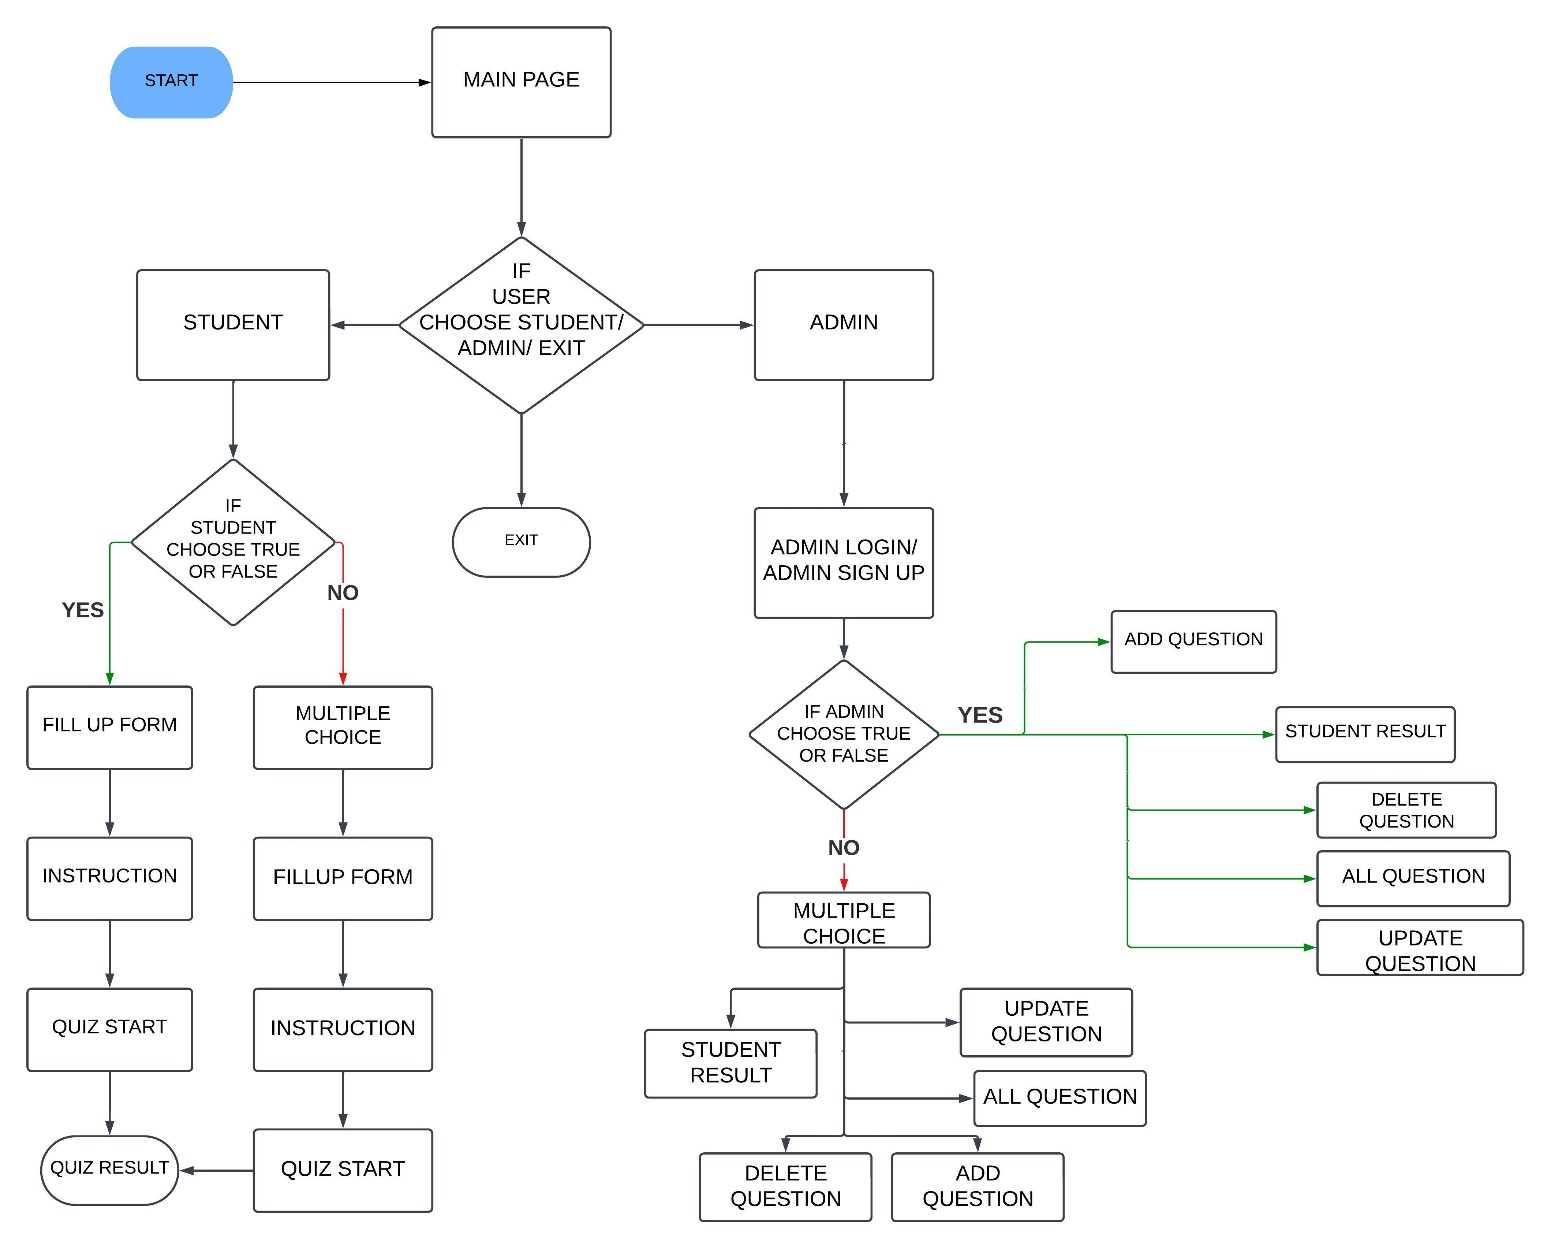 START
MAIN PAGE
IF
USER
CHOOSE STUDENT/
ADMIN/ EXIT
STUDENT
ADMIN
IF
STUDENT
CHOOSE TRUE
OR FALSE
EXIT
ADMIN LOGIN/
ADMIN SIGN UP
YES
NO
FILL UP FORM
MULTIPLE
CHOICE
INSTRUCTION
FILLUP FORM
QUIZ START
INSTRUCTION
QUIZ RESULT
QUIZ START
IF ADMIN
CHOOSE TRUE
OR FALSE
YES
ADD QUESTION
STUDENT RESULT
DELETE
QUESTION
ALL QUESTION
UPDATE
QUESTION
NO
MULTIPLE
CHOICE
STUDENT
RESULT
UPDATE
QUESTION
ALL QUESTION
DELETE
QUESTION
ADD
QUESTION